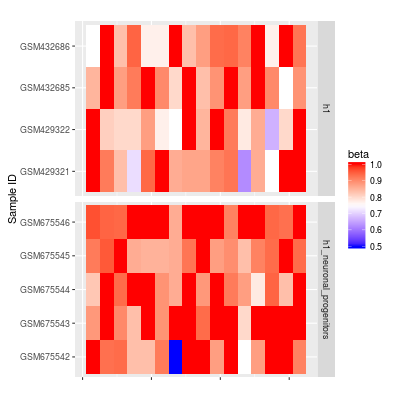 Sample ID
GSM432686
GSM432685
GSM429322
GSM429321
h1
GSM675546
GSM675545
GSM675544
GSM675543
GSM675542
h1_neuronal_progenitors
beta
1.0
0.9
0.8
0.7
0.6
0.5